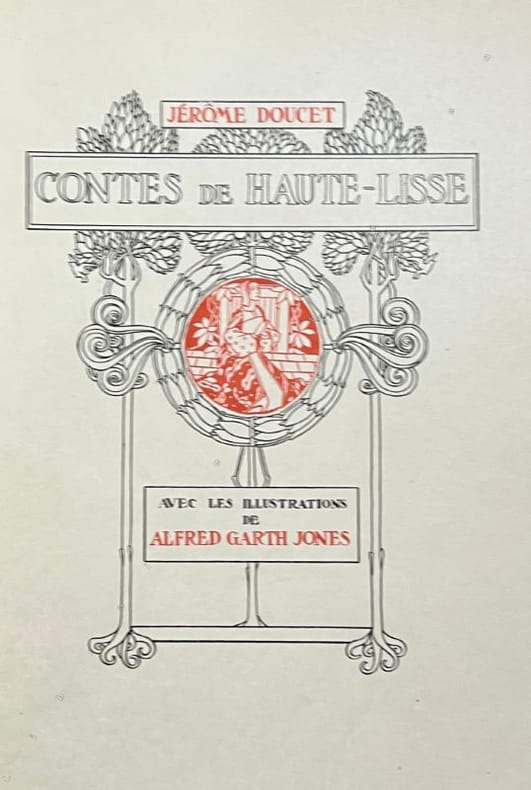 JÉRÔME DOUCET
CONTES DE HAUTE-LISSE
AVEC LES ILLUSTRATIONS
DE
ALFRED GARTH JONES